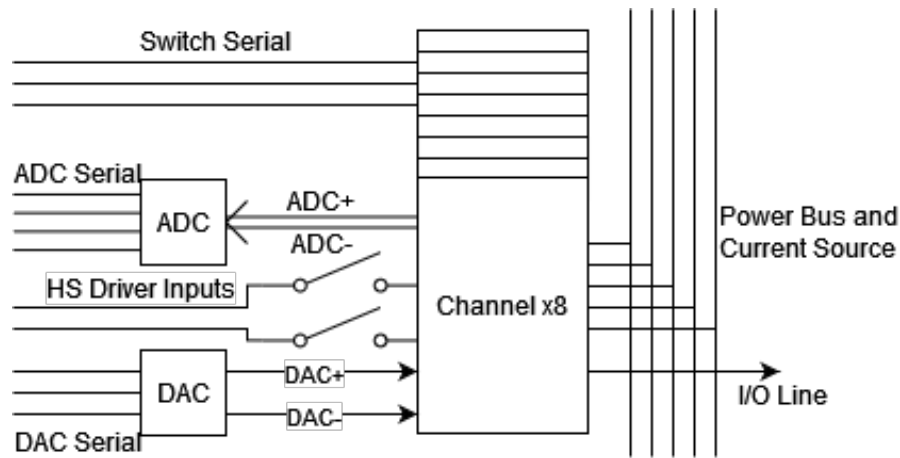 Switch Serial
ADC Serial
ADC
ADC+
ADC-
HS Driver Inputs
Channel x8
Power Bus and
Current Source
DAC
DAC+
DAC-
I/O Line
DAC Serial